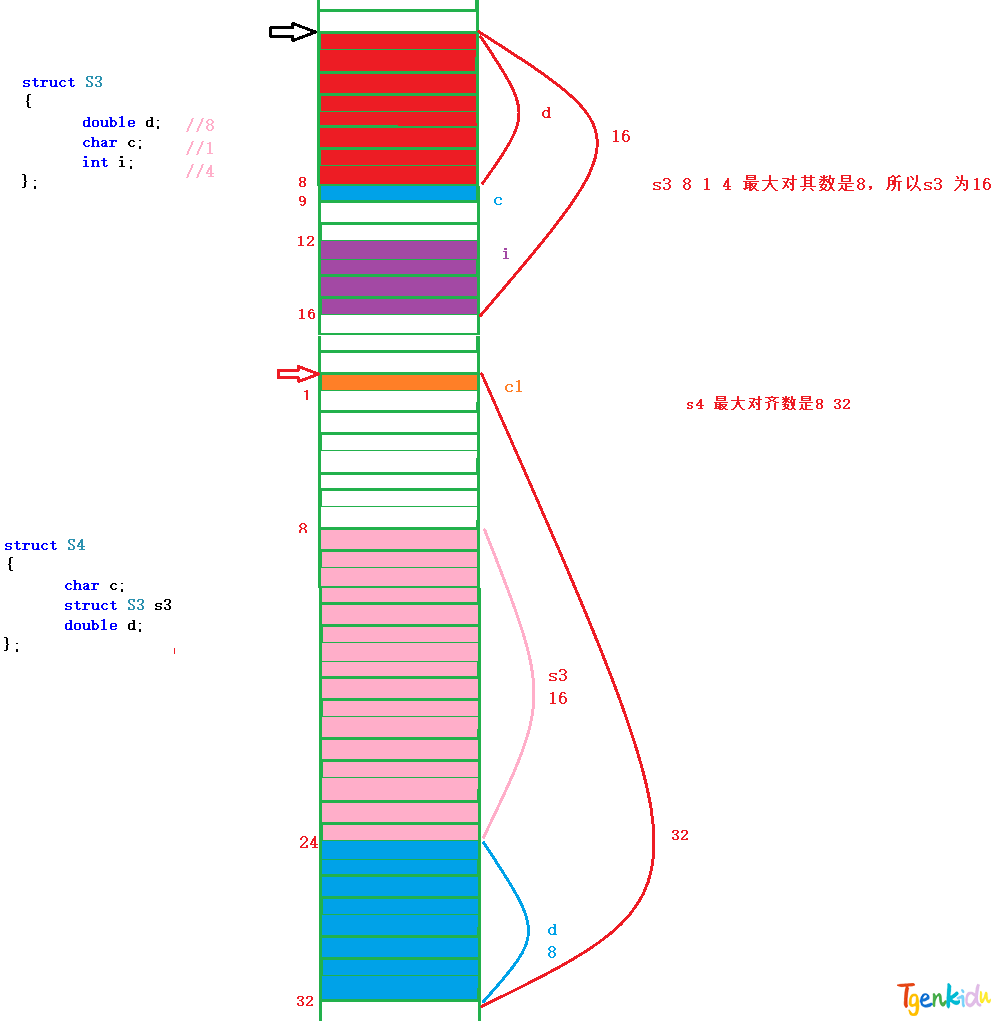 struct S3
{
double d; //8
char c; //1
int i; //4
};
d
16
s3 8 1 4 最大对其数是8，所以s3 为16
8
9
c
12
i
16
1
c1
s4 最大对齐数是8 32
8
struct S4
{
char c;
struct S3 s3
double d;
};
s3
16
24
32
d
8
32
Tgenkidu